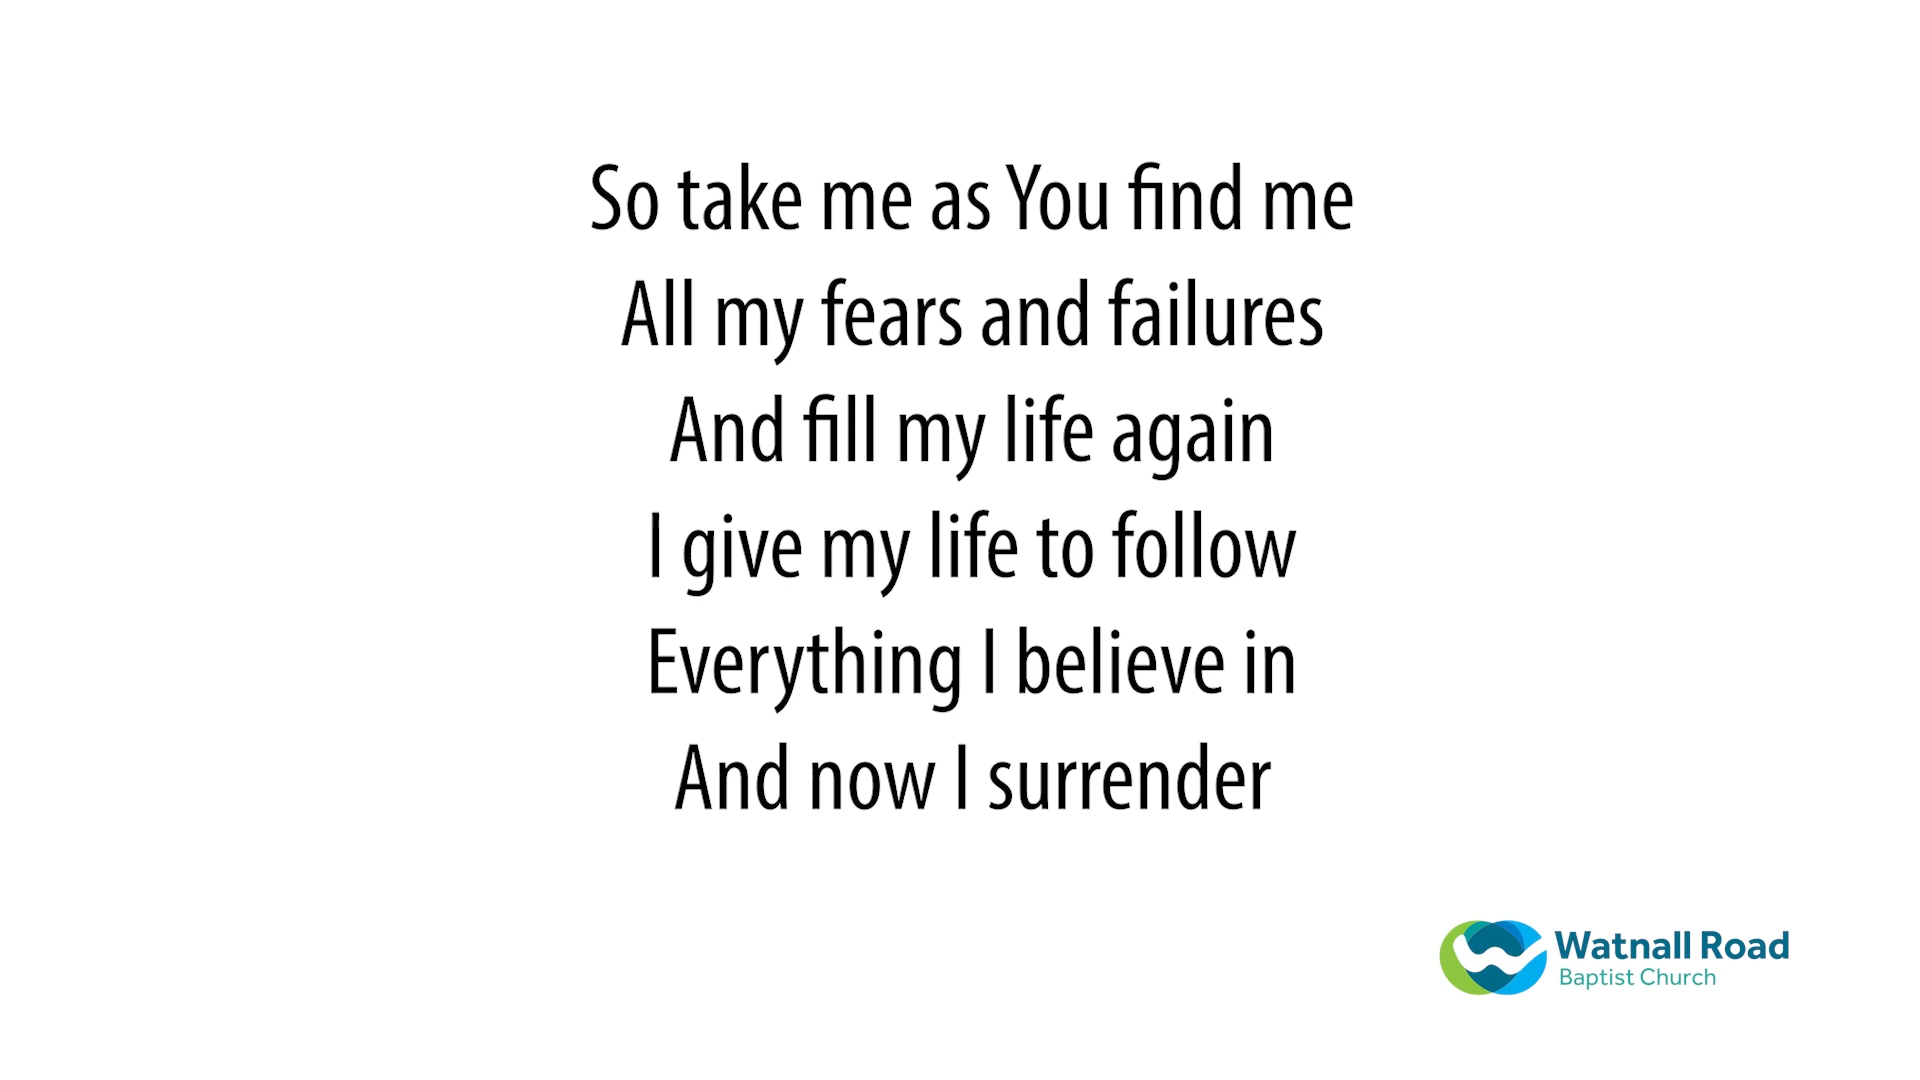 So take me as You find me
All my fears and failures
And fill my life again
I give my life to follow
Everything I believe in
And now I surrender
Watnall Road
Baptist Church